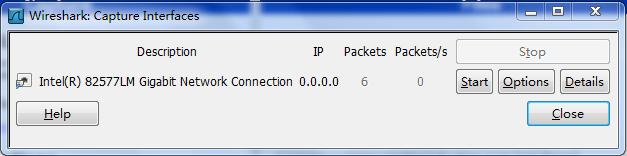 Wireshark: Capture Interfaces
Description IP Packets Packets/s Stop
Intel(R) 82577LM Gigabit Network Connection 0.0.0.0 6 0 Start Options Details
Help Close